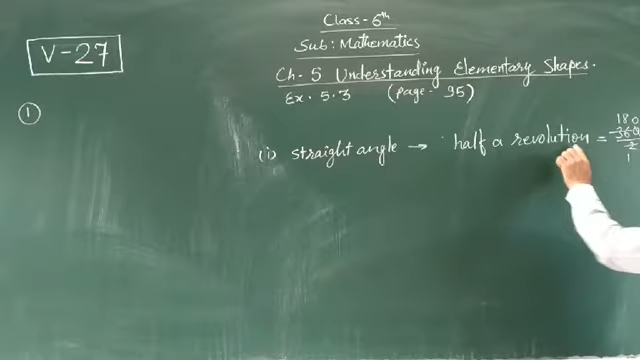 Class - 6th
V-27
Sub : Mathematics
Ch. 5 Understanding Elementary Shapes.
Ex. 5.3 (page - 95)
1
(i) straight angle → half a revolution = 360/2
180
1